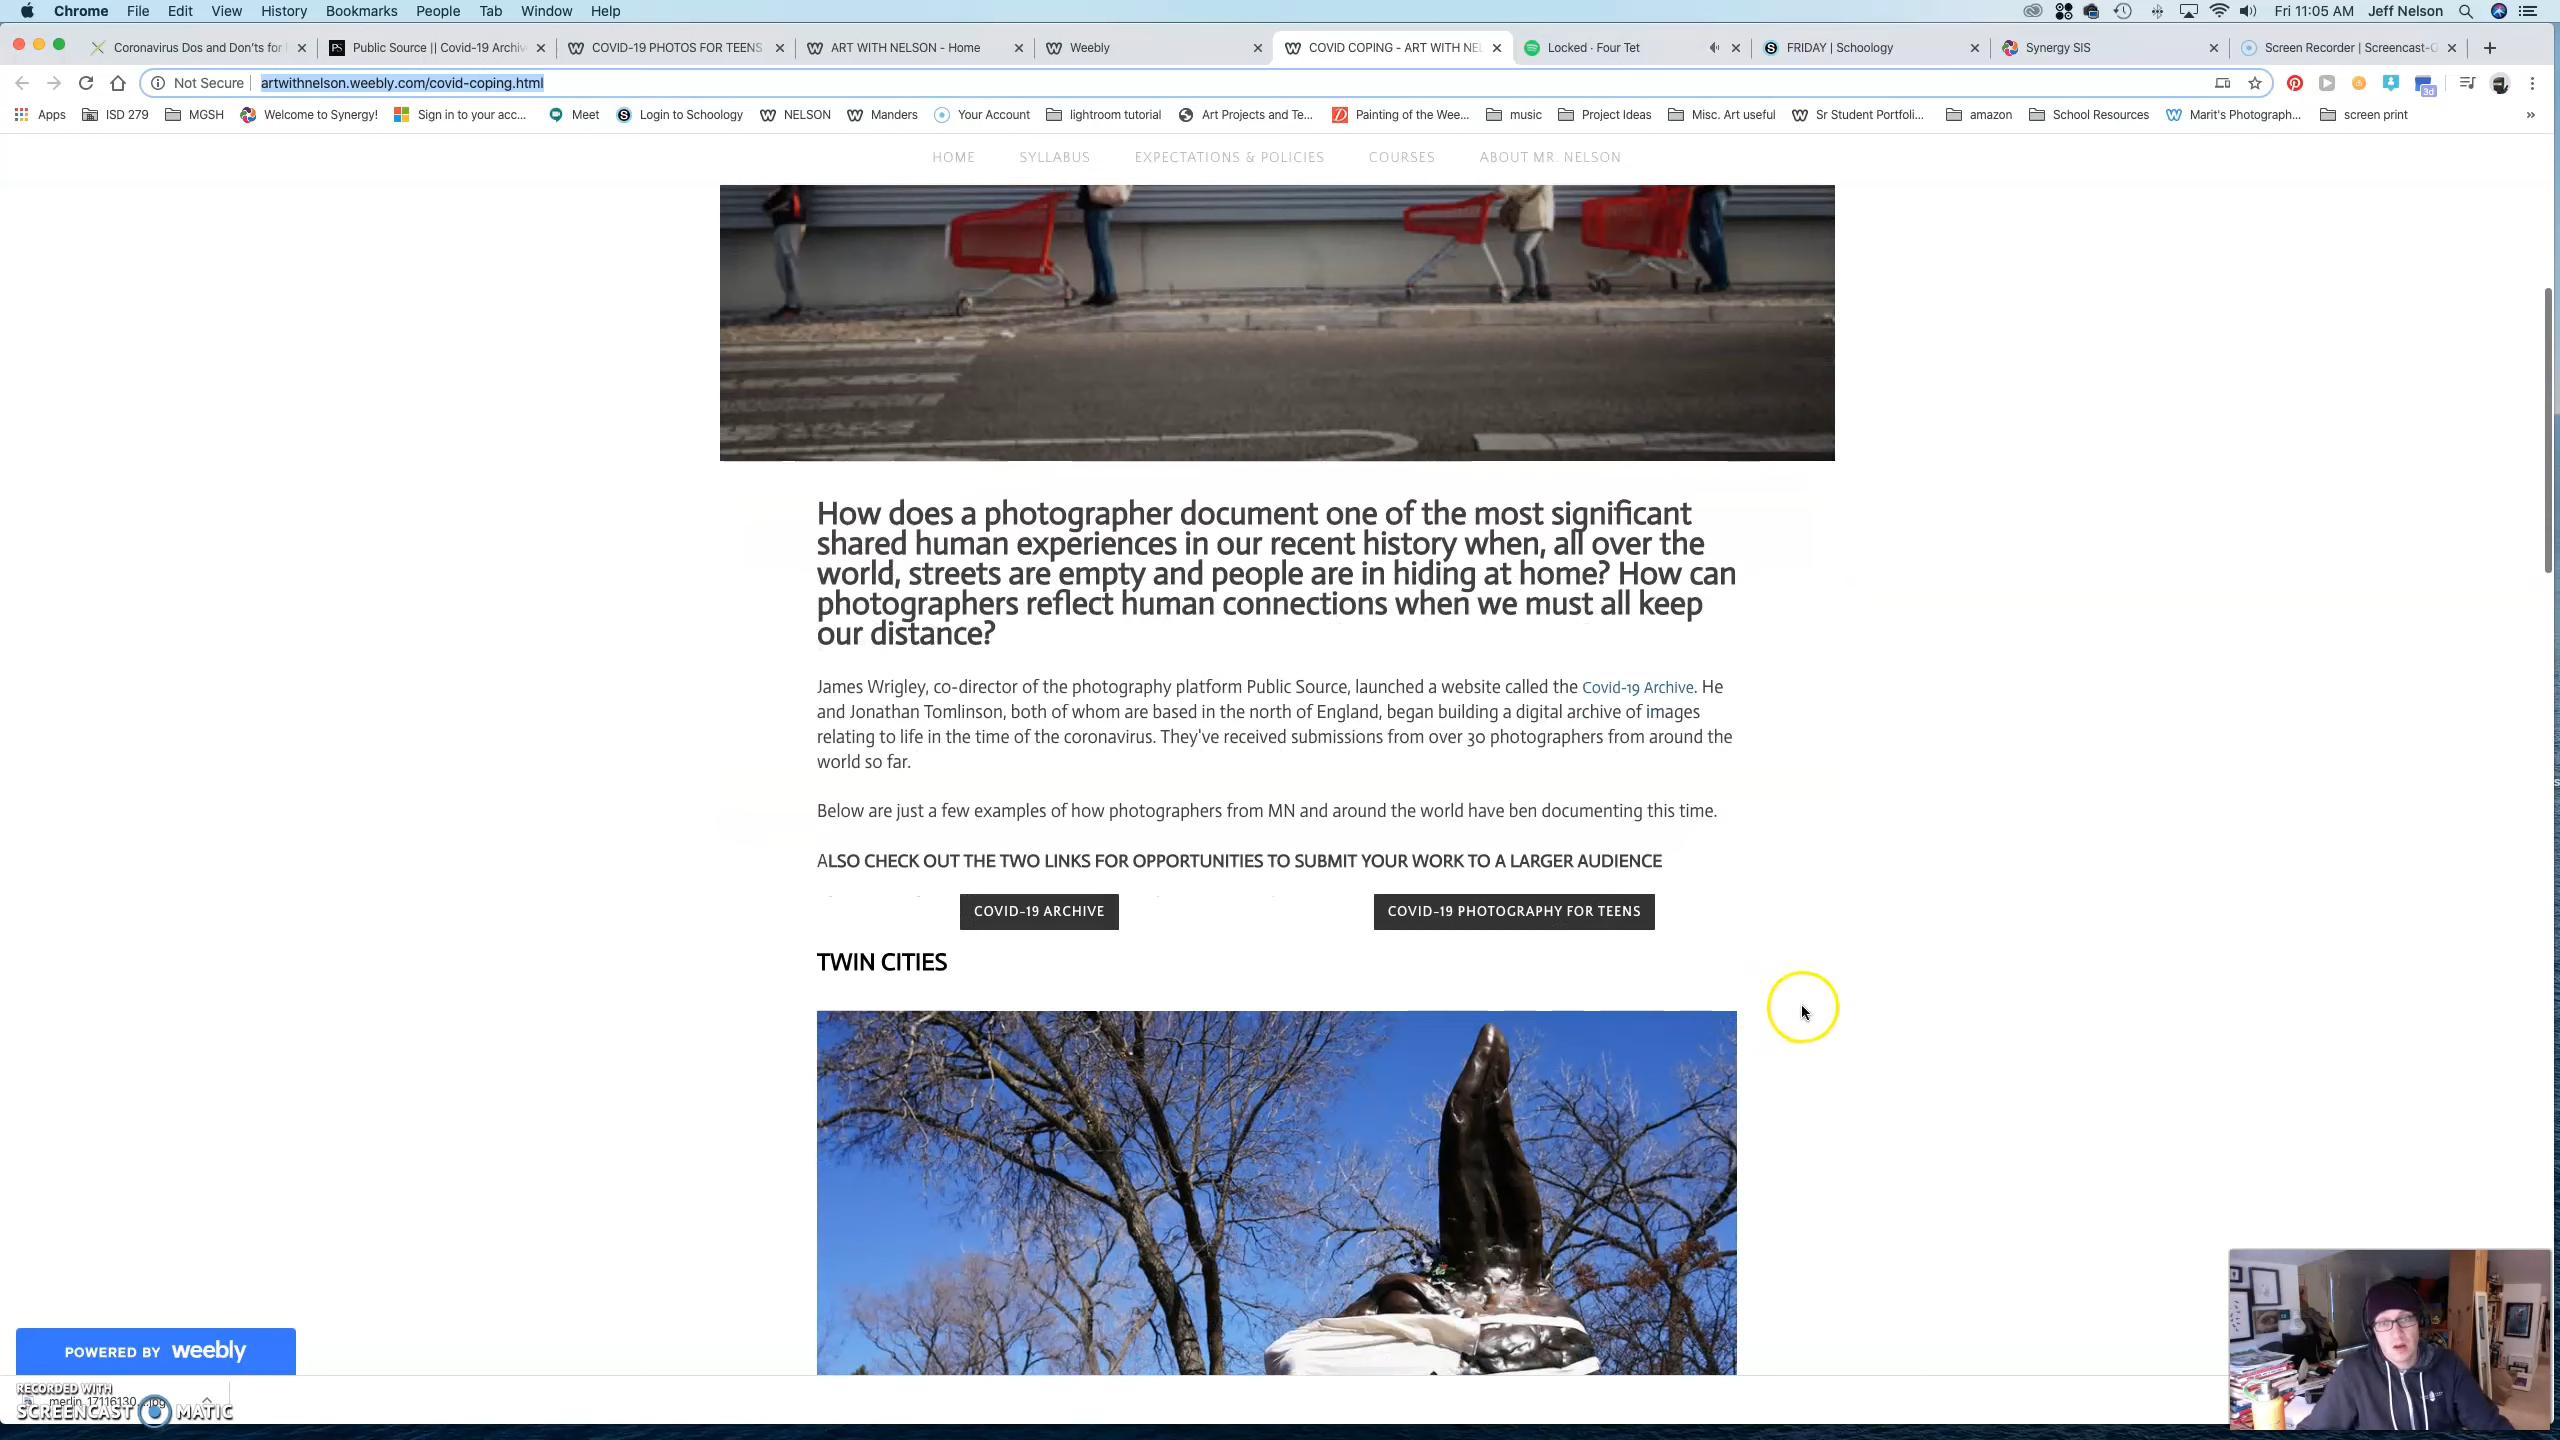 Chrome File Edit View History Bookmarks People Tab Window Help Fri 11:05 AM Jeff Nelson
Coronavirus Dos and Don'ts for Public Source || Covid-19 Archiv COVID-19 PHOTOS FOR TEENS ART WITH NELSON - Home Weebly COVID COPING - ART WITH NEL Locked · Four Tet FRIDAY | Schoology Synergy SIS Screen Recorder | Screencast-O
Not Secure artwithnelson.weebly.com/covid-coping.html 3d
Apps ISD 279 MGSH Welcome to Synergy! Sign in to your acc... Meet Login to Schoology NELSON Manders Your Account lightroom tutorial Art Projects and Te... Painting of the Wee... music Project Ideas Misc. Art useful Sr Student Portfoli... amazon School Resources Marit's Photograph... screen print »
HOME SYLLABUS EXPECTATIONS & POLICIES COURSES ABOUT MR. NELSON
How does a photographer document one of the most significant
shared human experiences in our recent history when, all over the
world, streets are empty and people are in hiding at home? How can
photographers reflect human connections when we must all keep
our distance?
James Wrigley, co-director of the photography platform Public Source, launched a website called the Covid-19 Archive. He
and Jonathan Tomlinson, both of whom are based in the north of England, began building a digital archive of images
relating to life in the time of the coronavirus. They've received submissions from over 30 photographers from around the
world so far.
Below are just a few examples of how photographers from MN and around the world have ben documenting this time.
ALSO CHECK OUT THE TWO LINKS FOR OPPORTUNITIES TO SUBMIT YOUR WORK TO A LARGER AUDIENCE
COVID-19 ARCHIVE COVID-19 PHOTOGRAPHY FOR TEENS
TWIN CITIES
POWERED BY weebly
RECORDED WITH
merlin_17116130....jpg
SCREENCAST MATIC